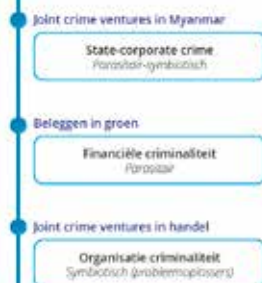 Joint crime ventures in Myanmar
State-corporate crime
Parasitair-symbiotisch
Beleggen in groen
Financiële criminaliteit
Parasitair
Joint crime ventures in handel
Organisatie criminaliteit
Symbiotisch (probleemoplossers)